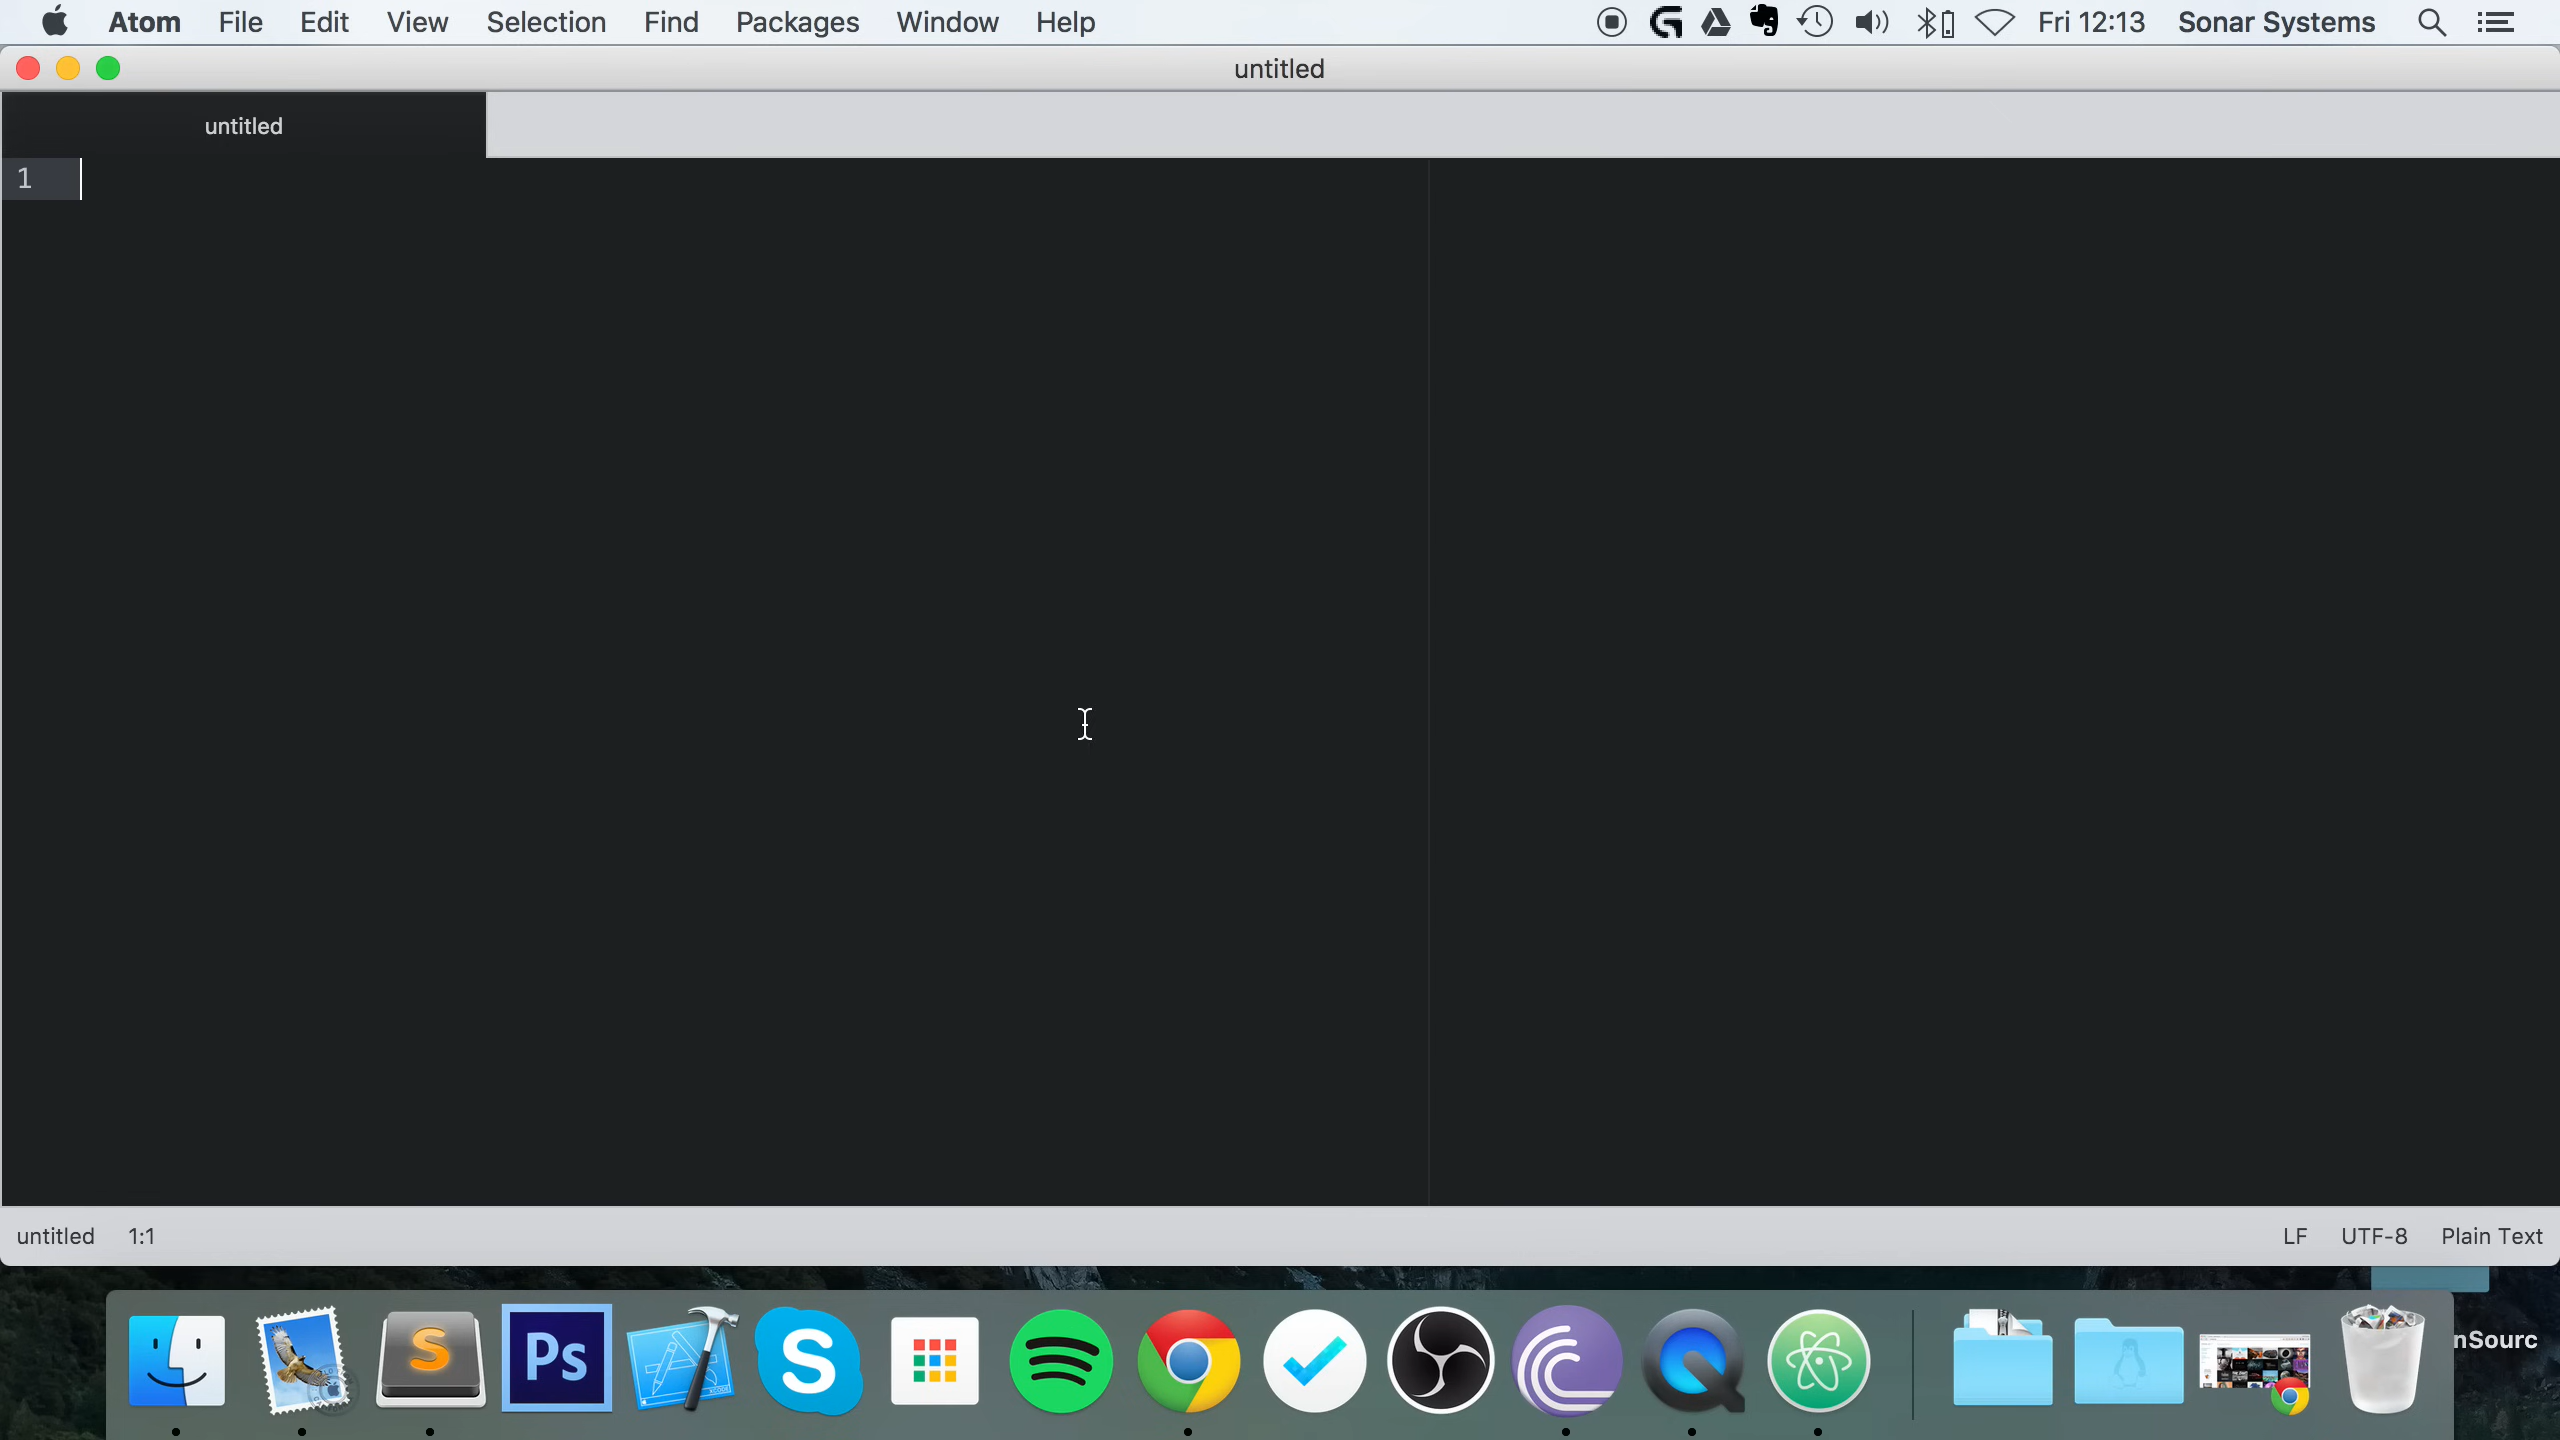 Atom File Edit View Selection Find Packages Window Help Fri 12:13 Sonar Systems
untitled
untitled
1
untitled 1:1 LF UTF-8 Plain Text
S Ps S nSourc